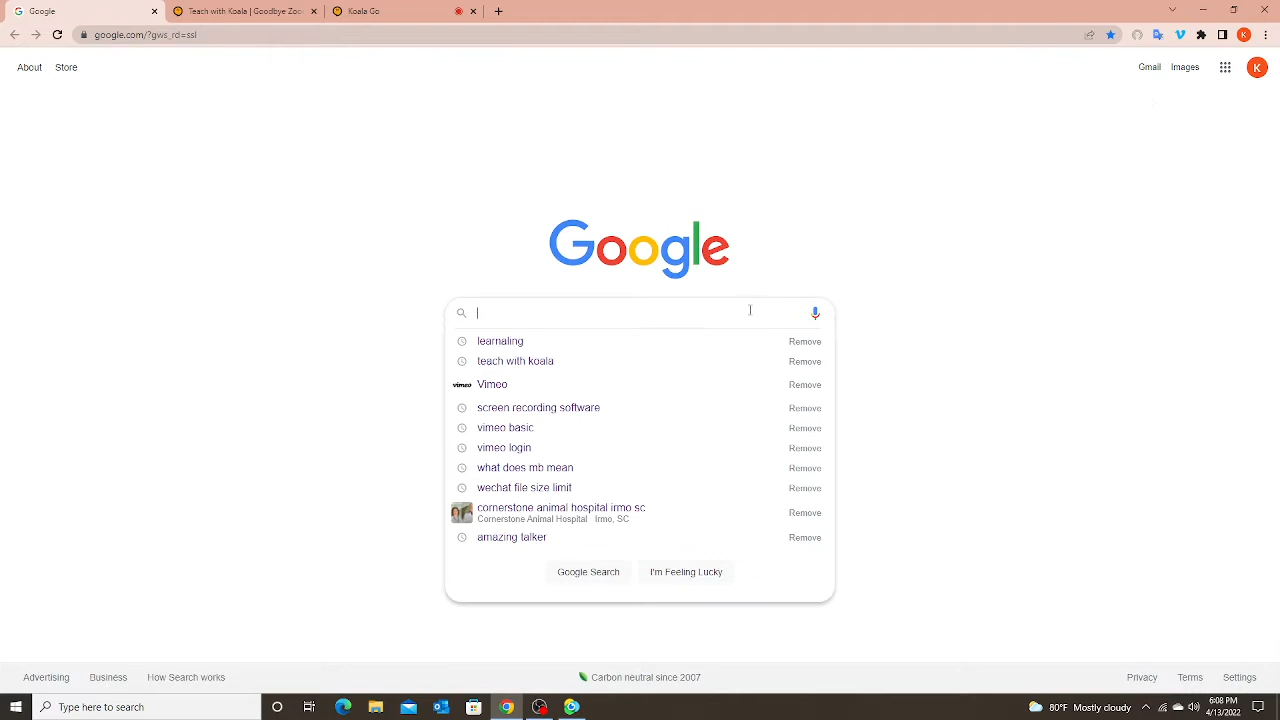 Google
Teach with Koala | Goodbye Zoo
Koala Go
google.com/?gws_rd=ssl
K
About Store
Gmail Images
K
Google
learnaling Remove
teach with koala Remove
vimeo Vimeo Remove
screen recording software Remove
vimeo basic Remove
vimeo login Remove
what does mb mean Remove
wechat file size limit Remove
cornerstone animal hospital irmo sc
Cornerstone Animal Hospital Irmo, SC
Remove
amazing talker Remove
Google Search I'm Feeling Lucky
Advertising Business How Search works Carbon neutral since 2007 Privacy Terms Settings
Type here to search
80°F Mostly cloudy
6:08 PM
4/13/2022